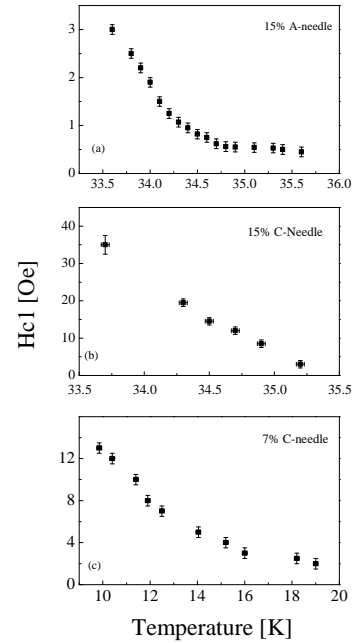 15% A-needle
3
2
1
0
(a)
33.5 34.0 34.5 35.0 35.5 36.0
15% C-Needle
40
30
20
10
0
(b)
33.5 34.0 34.5 35.0 35.5
Hc1 [Oe]
7% C-needle
12
8
4
0
(c)
10 12 14 16 18 20
Temperature [K]